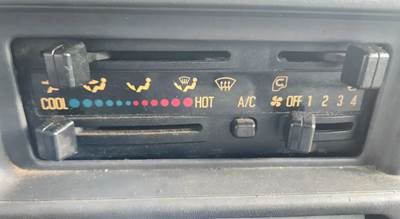 COOL HOT A/C OFF 1 2 3 4